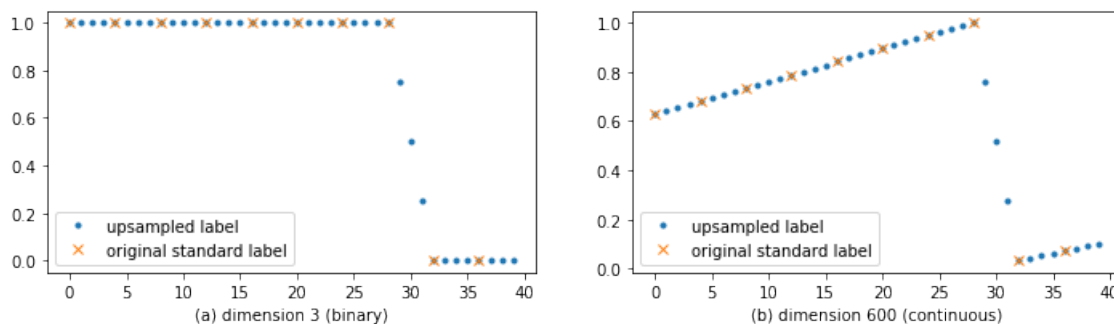 1.0
0.8
0.6
0.4
0.2
0.0
upsampled label
original standard label
0 5 10 15 20 25 30 35 40
(a) dimension 3 (binary)
1.0
0.8
0.6
0.4
0.2
0.0
upsampled label
original standard label
0 5 10 15 20 25 30 35 40
(b) dimension 600 (continuous)